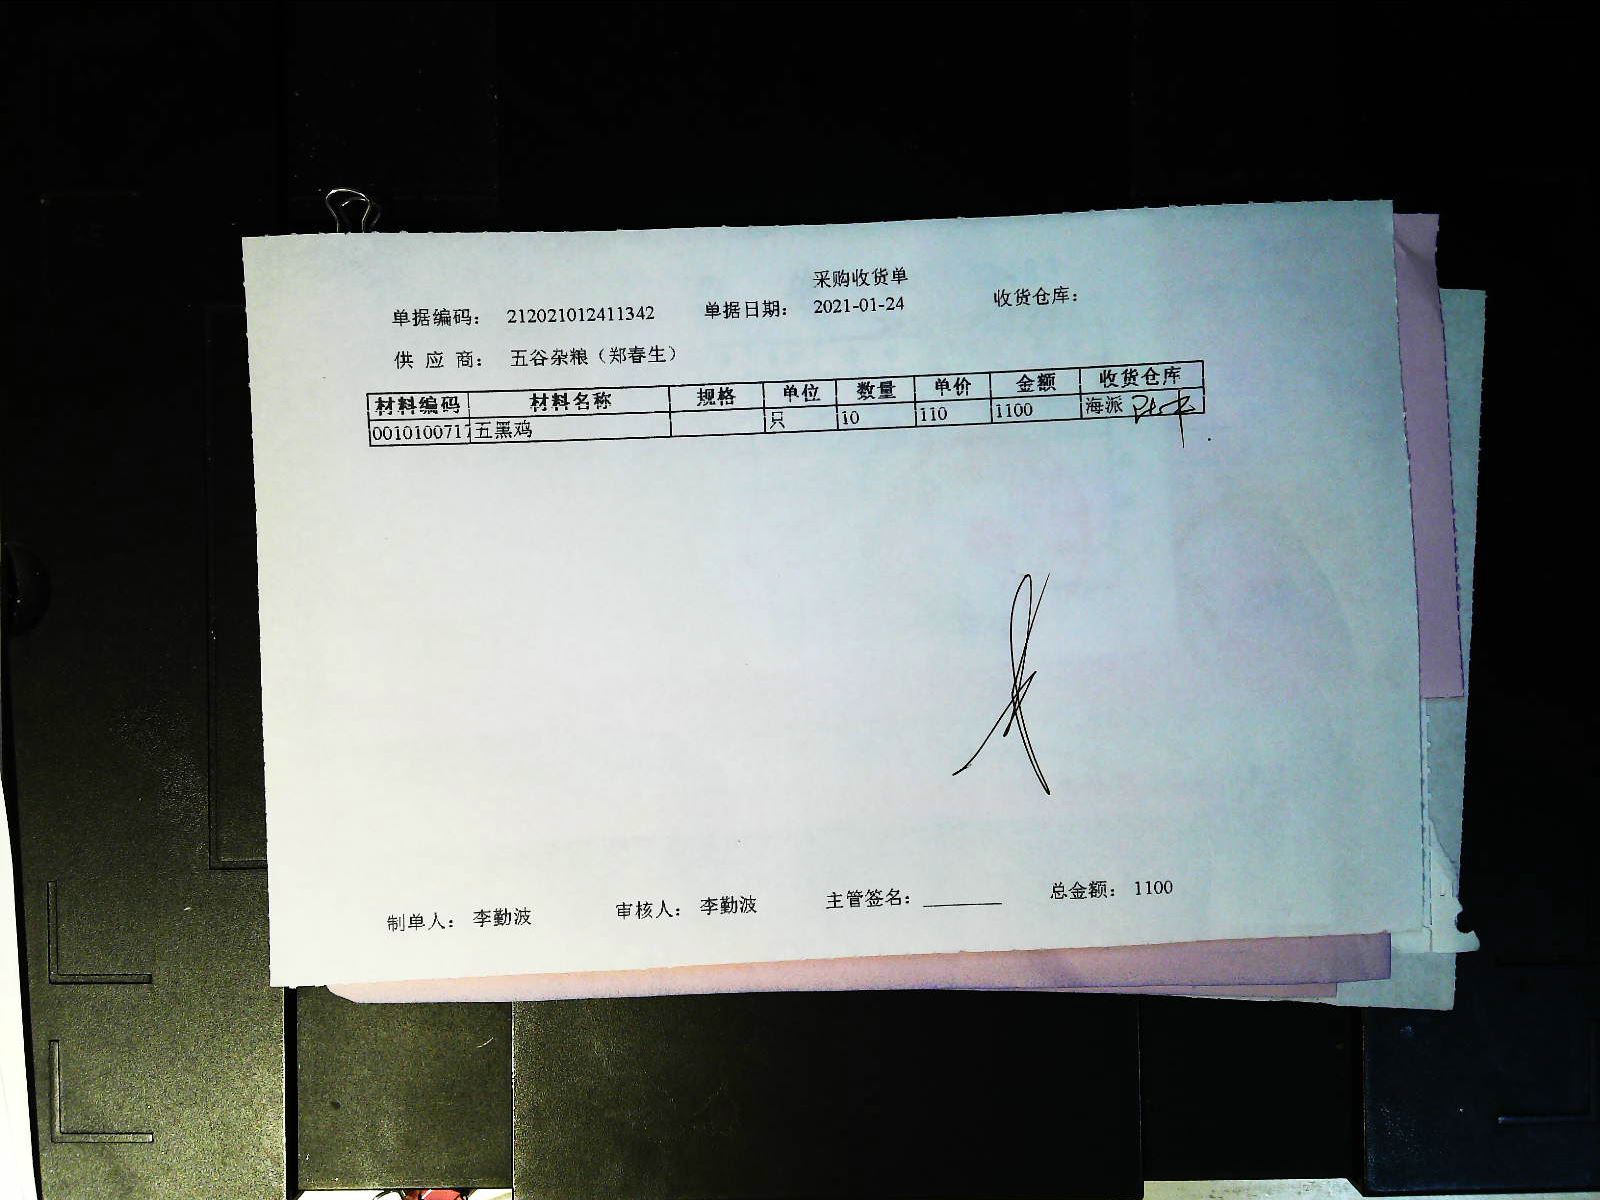 采购收货单
单据编码： 212021012411342 单据日期： 2021-01-24 收货仓库：
供 应 商： 五谷杂粮（郑春生）
材料编码 材料名称 规格 单位 数量 单价 金额 收货仓库
0010100717 五黑鸡 只 10 110 1100 海派
制单人： 李勤波 审核人： 李勤波 主管签名：________ 总金额： 1100